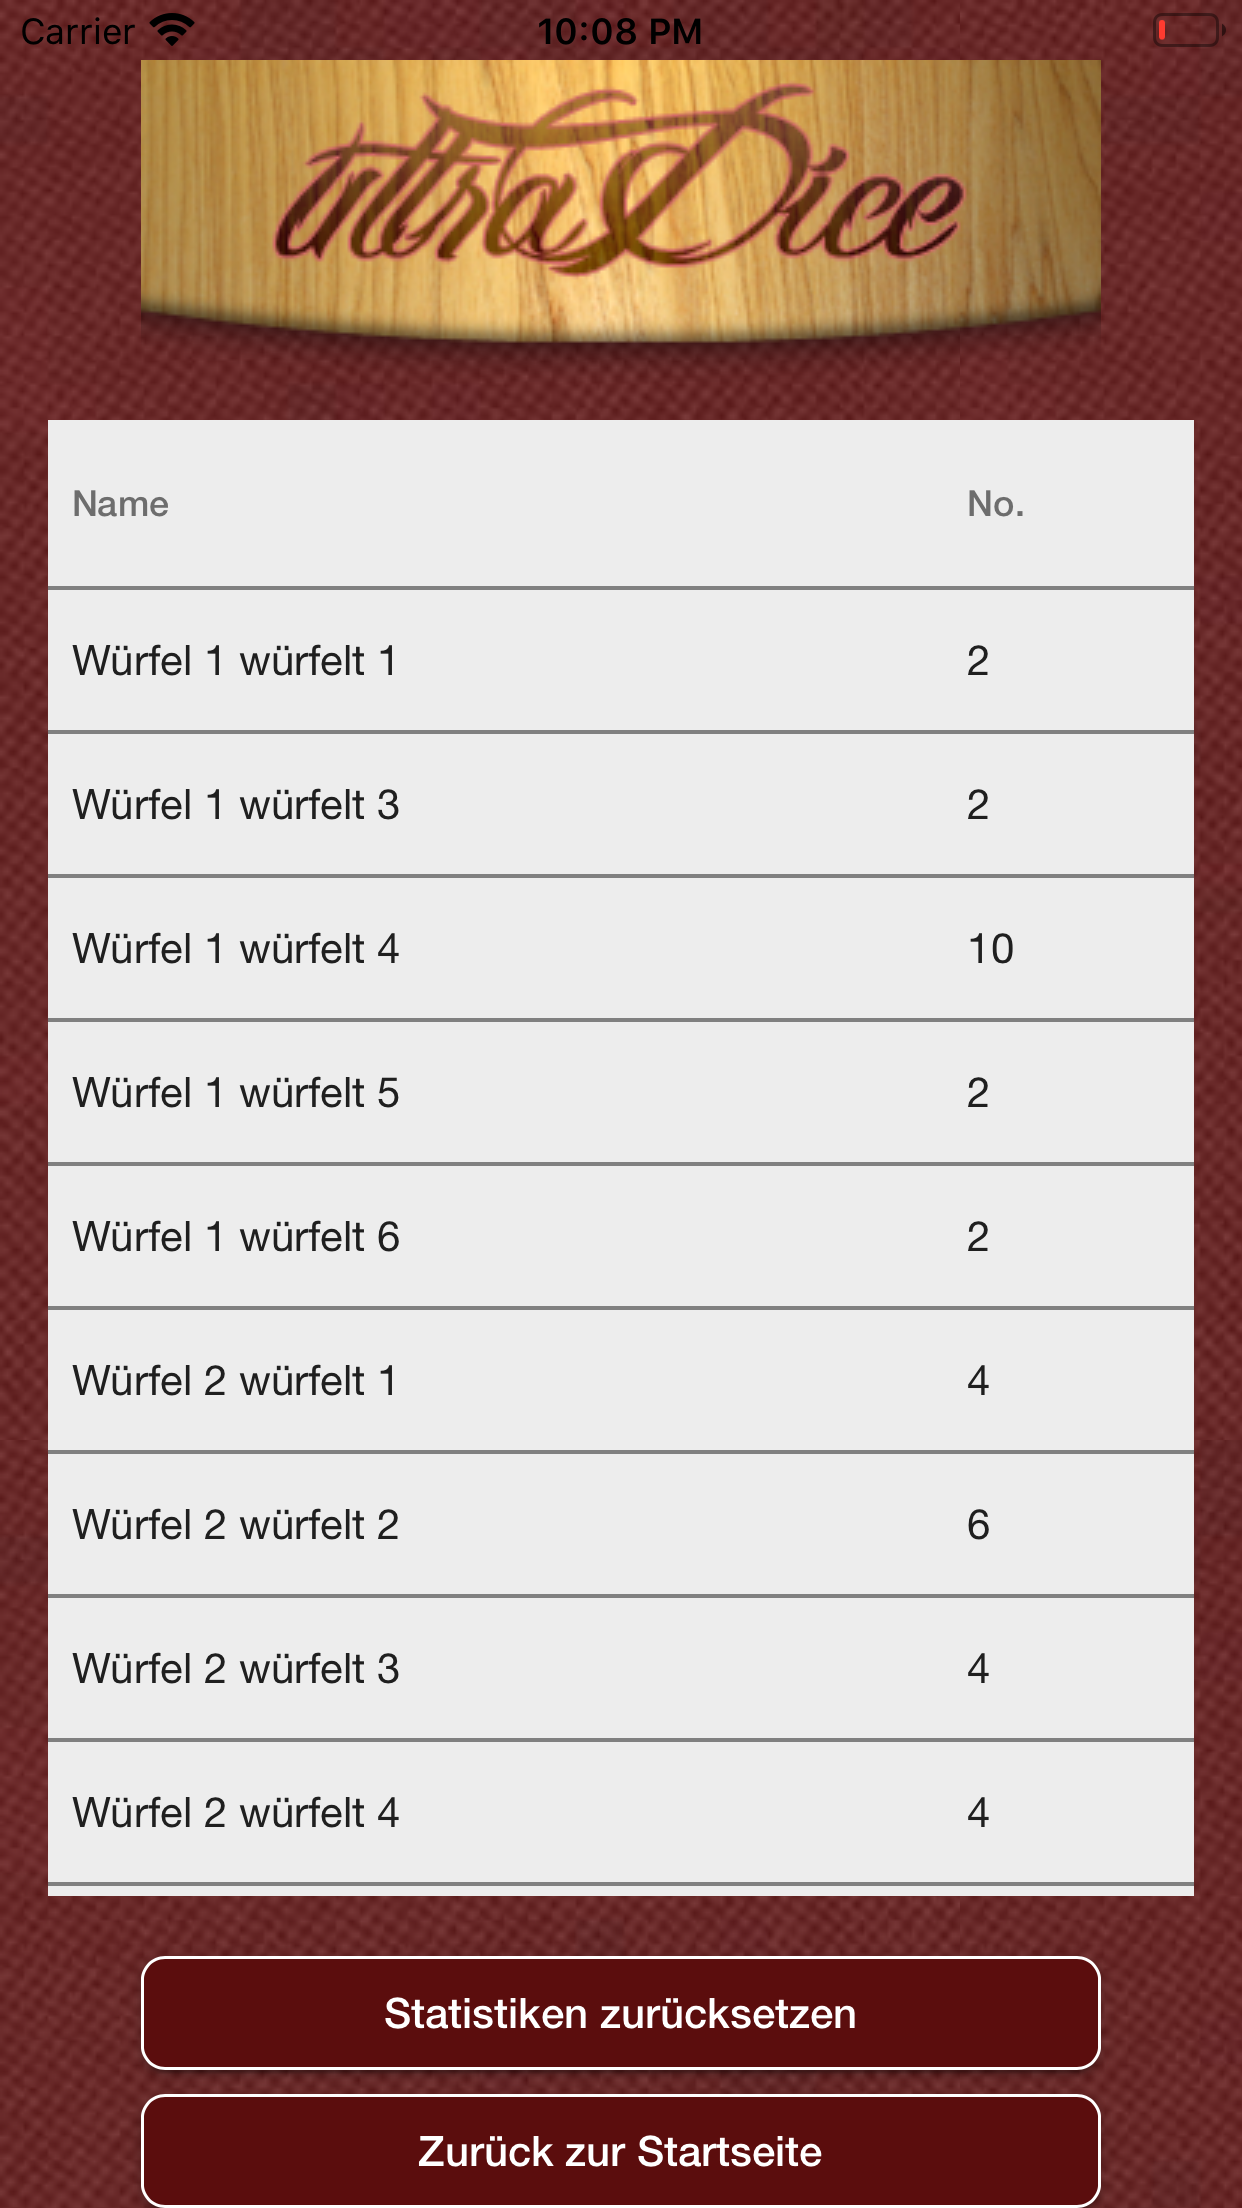 Carrier 10:08 PM
ultra Dice
Name No.
Würfel 1 würfelt 1 2
Würfel 1 würfelt 3 2
Würfel 1 würfelt 4 10
Würfel 1 würfelt 5 2
Würfel 1 würfelt 6 2
Würfel 2 würfelt 1 4
Würfel 2 würfelt 2 6
Würfel 2 würfelt 3 4
Würfel 2 würfelt 4 4
Statistiken zurücksetzen
Zurück zur Startseite